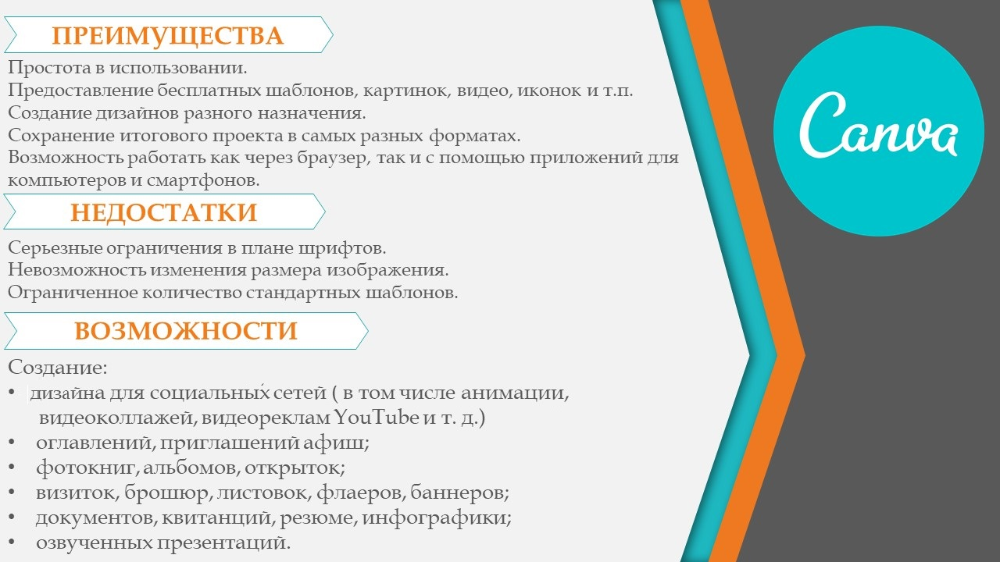 ПРЕИМУЩЕСТВА
Простота в использовании.
Предоставление бесплатных шаблонов, картинок, видео, иконок и т.п.
Создание дизайнов разного назначения.
Сохранение итогового проекта в самых разных форматах.
Возможность работать как через браузер, так и с помощью приложений для
компьютеров и смартфонов.
НЕДОСТАТКИ
Серьезные ограничения в плане шрифтов.
Невозможность изменения размера изображения.
Ограниченное количество стандартных шаблонов.
ВОЗМОЖНОСТИ
Создание:
• дизайна для социальны́х сетей ( в том числе анимации,
видеоколлажей, видеореклам YouTube и т. д.)
• оглавлений, приглашений афиш;
• фотокниг, альбомов, открыток;
• визиток, брошюр, листовок, флаеров, баннеров;
• документов, квитанций, резюме, инфографики;
• озвученных презентаций.
Canva